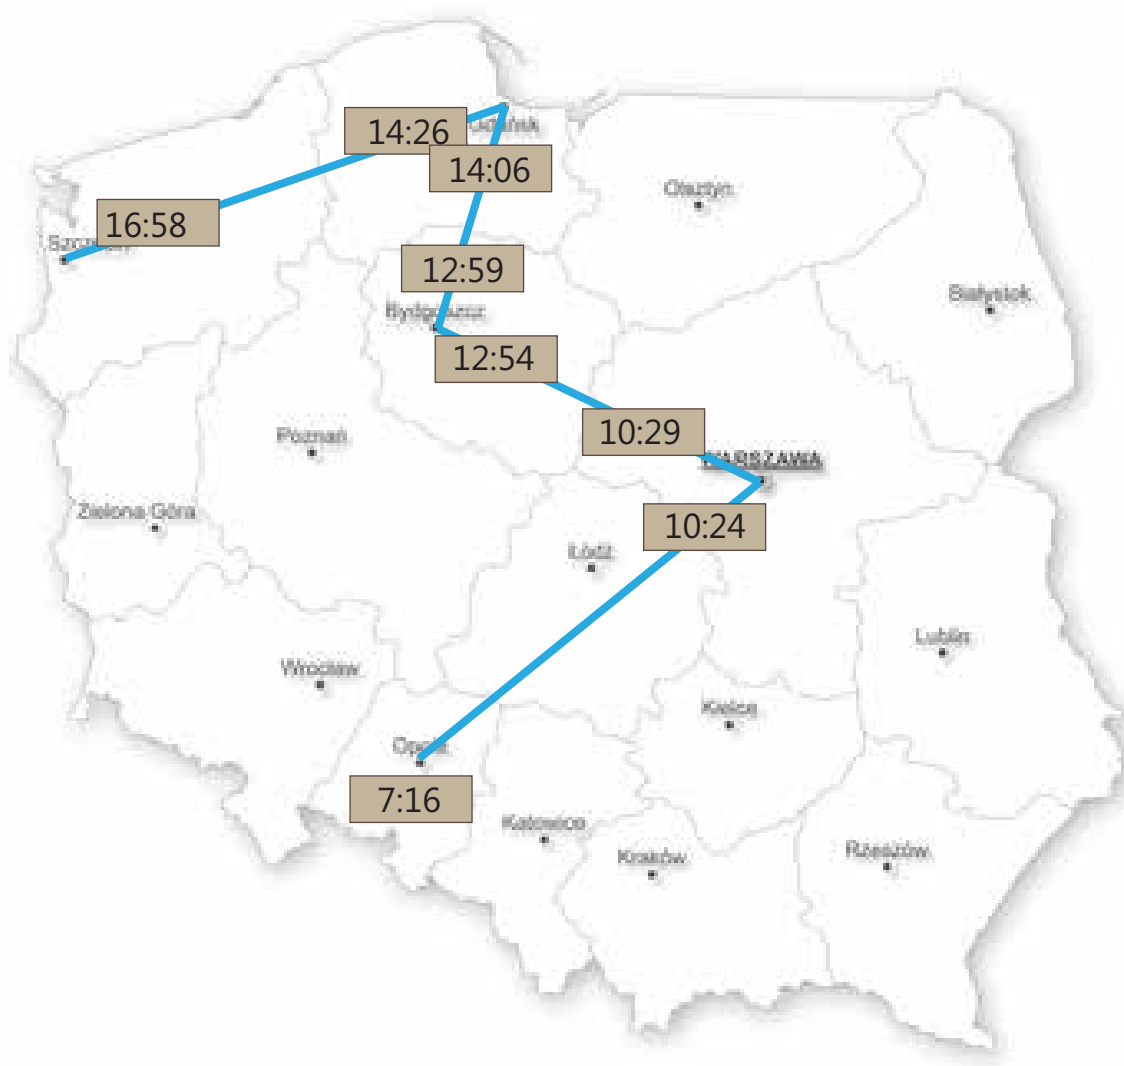 14:26
Gdańsk
14:06
Olsztyn
16:58
12:59
Białystok
Bydgoszcz
12:54
10:29
Poznań
WARSZAWA
Zielona Góra
10:24
Łódź
Lublin
Wrocław
Kielce
Opole
7:16
Katowice
Rzeszów
Kraków